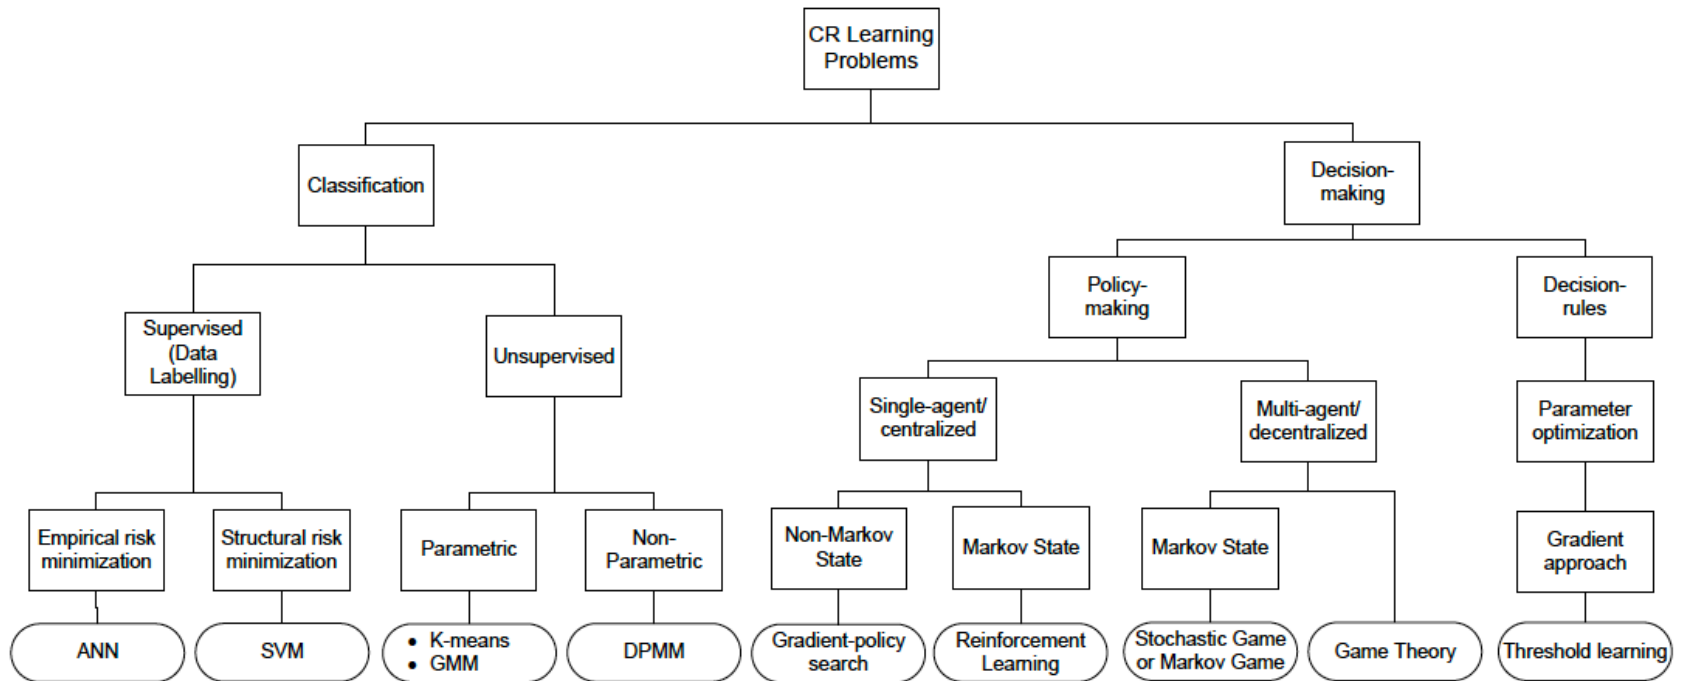 CR Learning
Problems
Classification
Decision-
making
Policy-
making
Decision-
rules
Supervised
(Data
Labelling)
Unsupervised
Single-agent/
centralized
Multi-agent/
decentralized
Parameter
optimization
Empirical risk
minimization
Structural risk
minimization
Parametric
Non-
Parametric
Non-Markov
State
Markov State
Markov State
Gradient
approach
ANN
SVM
• K-means
• GMM
DPMM
Gradient-policy
search
Reinforcement
Learning
Stochastic Game
or Markov Game
Game Theory
Threshold learning